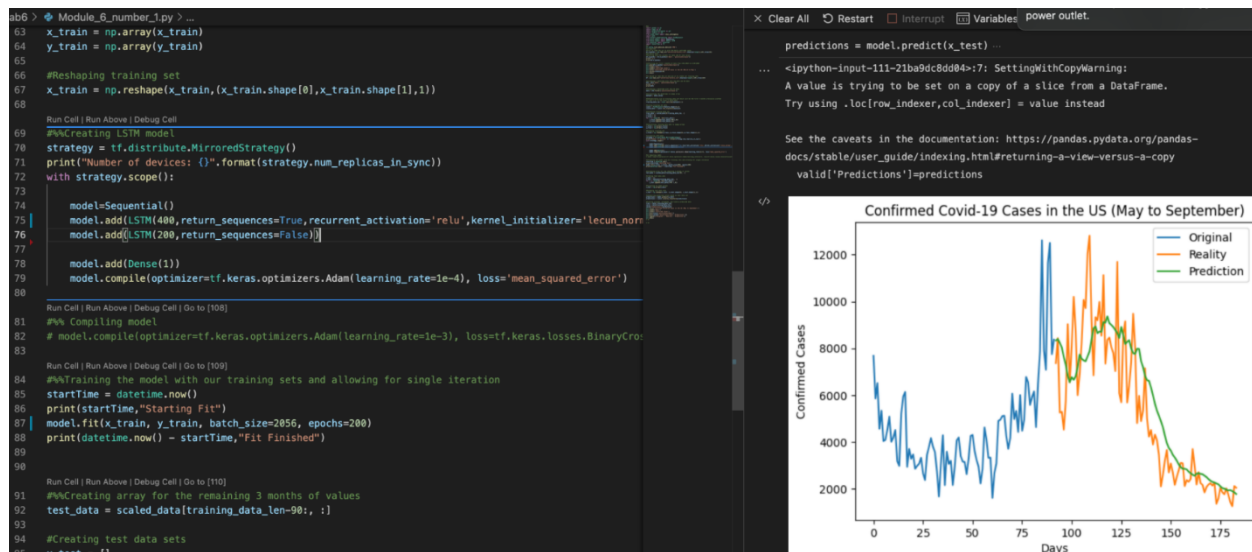 ab6 > Module_6_number_1.py > ...
63 x_train = np.array(x_train)
64 y_train = np.array(y_train)
65
66 #Reshaping training set
67 x_train = np.reshape(x_train,(x_train.shape[0],x_train.shape[1],1))
68
Run Cell | Run Above | Debug Cell
69 #%%Creating LSTM model
70 strategy = tf.distribute.MirroredStrategy()
71 print("Number of devices: {}".format(strategy.num_replicas_in_sync))
72 with strategy.scope():
73
74 model=Sequential()
75 model.add(LSTM(400,return_sequences=True,recurrent_activation='relu',kernel_initializer='lecun_norm
76 model.add(LSTM(200,return_sequences=False))
77
78 model.add(Dense(1))
79 model.compile(optimizer=tf.keras.optimizers.Adam(learning_rate=1e-4), loss='mean_squared_error')
80
Run Cell | Run Above | Debug Cell | Go to [108]
81 #%% Compiling model
82 # model.compile(optimizer=tf.keras.optimizers.Adam(learning_rate=1e-3), loss=tf.keras.losses.BinaryCros
83
Run Cell | Run Above | Debug Cell | Go to [109]
84 #%%Training the model with our training sets and allowing for single iteration
85 startTime = datetime.now()
86 print(startTime,"Starting Fit")
87 model.fit(x_train, y_train, batch_size=2056, epochs=200)
88 print(datetime.now() - startTime,"Fit Finished")
89
90
Run Cell | Run Above | Debug Cell | Go to [110]
91 #%%Creating array for the remaining 3 months of values
92 test_data = scaled_data[training_data_len-90:, :]
93
94 #Creating test data sets
Clear All Restart Interrupt Variables
power outlet.
predictions = model.predict(x_test) ...
... <ipython-input-111-21ba9dc8dd04>:7: SettingWithCopyWarning:
A value is trying to be set on a copy of a slice from a DataFrame.
Try using .loc[row_indexer,col_indexer] = value instead
See the caveats in the documentation: https://pandas.pydata.org/pandas-
docs/stable/user_guide/indexing.html#returning-a-view-versus-a-copy
valid['Predictions']=predictions
</>
Confirmed Covid-19 Cases in the US (May to September)
Original
Reality
Prediction
Confirmed Cases
12000
10000
8000
6000
4000
2000
0 25 50 75 100 125 150 175
Days